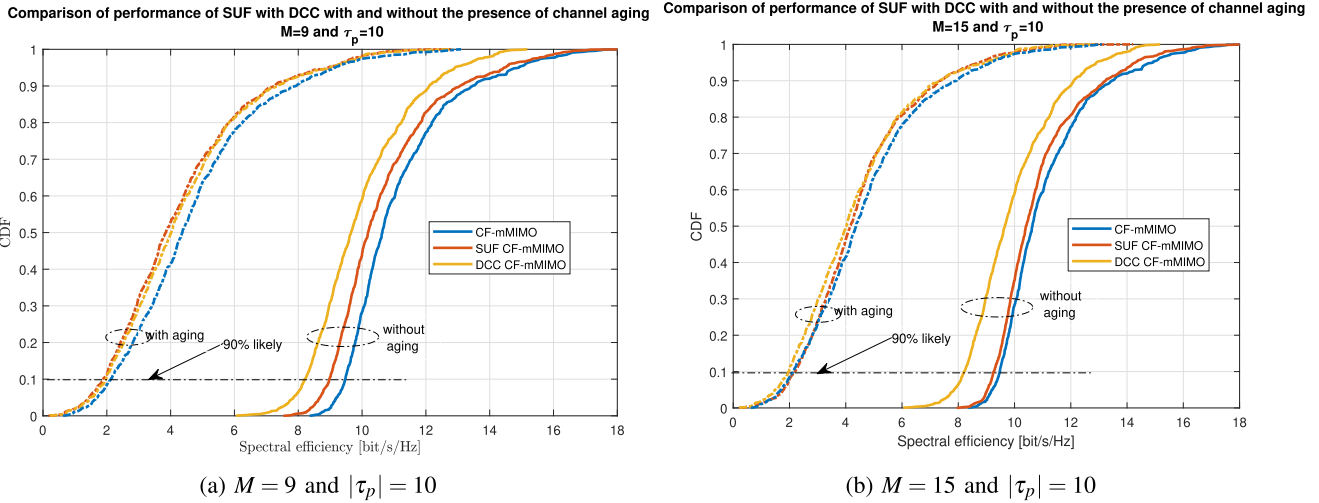 Comparison of performance of SUF with DCC with and without the presence of channel aging
M=9 and τp=10
1
0.9
0.8
0.7
0.6
0.5
0.4
0.3
0.2
0.1
0
CDF
CF-mMIMO
SUF CF-mMIMO
DCC CF-mMIMO
with aging
90% likely
without
aging
0 2 4 6 8 10 12 14 16 18
Spectral efficiency [bit/s/Hz]
(a) M = 9 and |τp| = 10
Comparison of performance of SUF with DCC with and without the presence of channel aging
M=15 and τp=10
1
0.9
0.8
0.7
0.6
0.5
0.4
0.3
0.2
0.1
0
CDF
CF-mMIMO
SUF CF-mMIMO
DCC CF-mMIMO
with aging
90% likely
without
aging
0 2 4 6 8 10 12 14 16 18
Spectral efficiency [bit/s/Hz]
(b) M = 15 and |τp| = 10